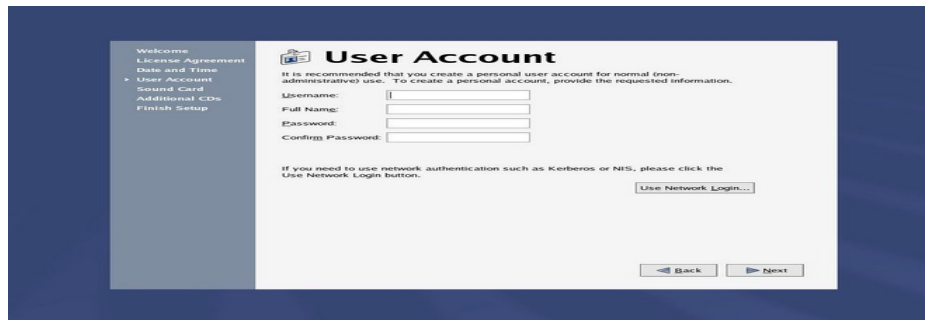 Welcome
License Agreement
Date and Time
User Account
Sound Card
Additional CDs
Finish Setup
User Account
It is recommended that you create a personal user account for normal (non-
administrative) use. To create a personal account, provide the requested information.
Username:
Full Name:
Password:
Confirm Password:
If you need to use network authentication such as Kerberos or NIS, please click the
Use Network Login button.
Use Network Login...
Back
Next